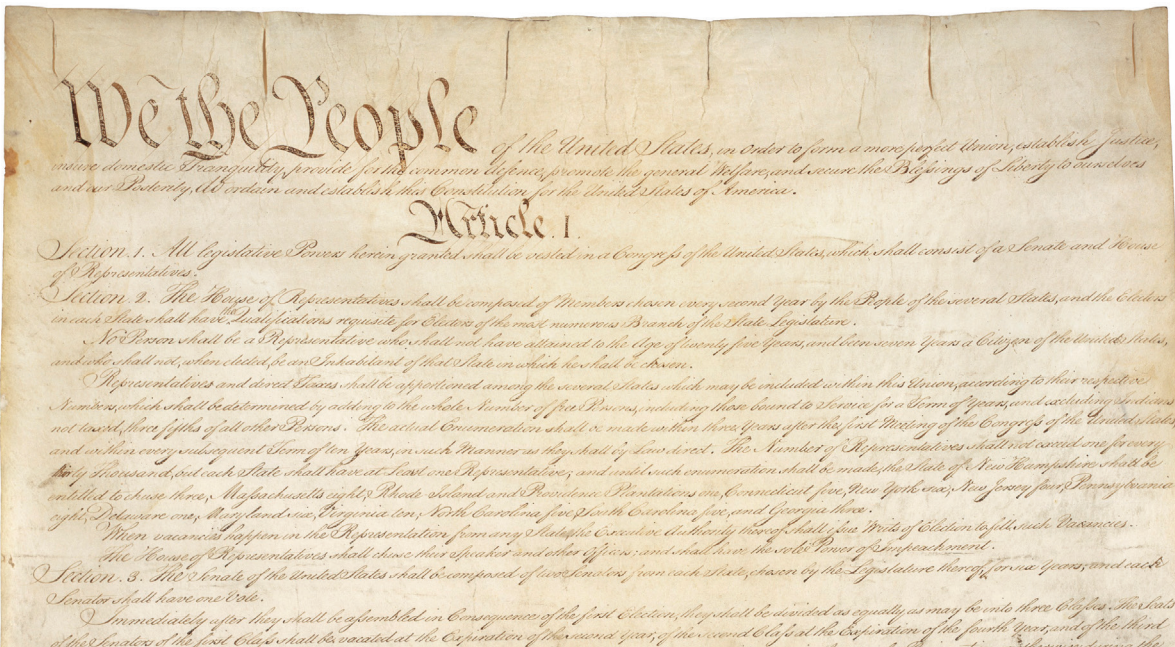 We the People of the United States, in Order to form a more perfect Union, establish Justice,
insure domestic Tranquility, provide for the common defence, promote the general Welfare, and secure the Blessings of Liberty to ourselves
and our Posterity, do ordain and establish this Constitution for the United States of America.
Article. I.
Section. 1. All legislative Powers herein granted shall be vested in a Congress of the United States, which shall consist of a Senate and House
of Representatives.
Section. 2. The House of Representatives shall be composed of Members chosen every second Year by the People of the several States, and the Electors
in each State shall have the Qualifications requisite for Electors of the most numerous Branch of the State Legislature.
No Person shall be a Representative who shall not have attained to the Age of twenty five Years, and been seven Years a Citizen of the United States,
and who shall not, when elected, be an Inhabitant of that State in which he shall be chosen.
Representatives and direct Taxes shall be apportioned among the several States which may be included within this Union, according to their respective
Numbers, which shall be determined by adding to the whole Number of free Persons, including those bound to Service for a Term of Years, and excluding Indians
not taxed, three fifths of all other Persons. The actual Enumeration shall be made within three Years after the first Meeting of the Congress of the United States,
and within every subsequent Term of ten Years, in such Manner as they shall by Law direct. The Number of Representatives shall not exceed one for every
thirty Thousand, but each State shall have at Least one Representative; and until such enumeration shall be made, the State of New Hampshire shall be
entitled to chuse three, Massachusetts eight, Rhode Island and Providence Plantations one, Connecticut five, New York six, New Jersey four, Pennsylvania
eight, Delaware one, Maryland six, Virginia ten, North Carolina five, South Carolina five, and Georgia three.
When vacancies happen in the Representation from any State, the Executive Authority thereof shall issue Writs of Election to fill such Vacancies.
The House of Representatives shall chuse their Speaker and other Officers; and shall have the sole Power of Impeachment.
Section. 3. The Senate of the United States shall be composed of two Senators from each State, chosen by the Legislature thereof, for six Years; and each
Senator shall have one Vote.
Immediately after they shall be assembled in Consequence of the first Election, they shall be divided as equally as may be into three Classes. The Seats
of the Senators of the first Class shall be vacated at the Expiration of the second Year, of the second Class at the Expiration of the fourth Year, and of the third